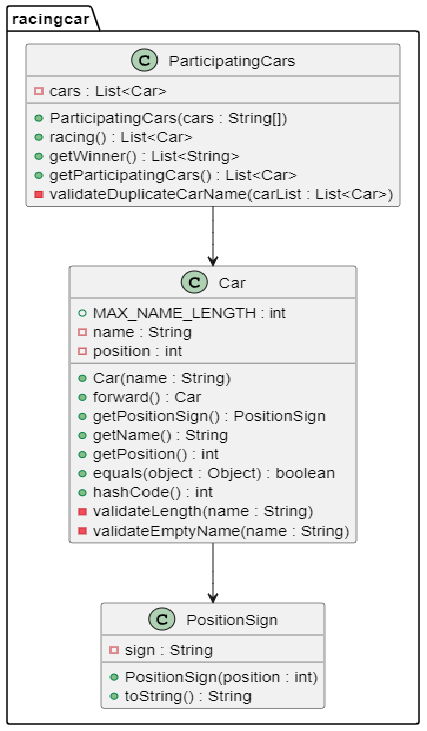 racingcar
C ParticipatingCars
cars : List<Car>
ParticipatingCars(cars : String[])
racing() : List<Car>
getWinner() : List<String>
getParticipatingCars() : List<Car>
validateDuplicateCarName(carList : List<Car>)
C Car
MAX_NAME_LENGTH : int
name : String
position : int
Car(name : String)
forward() : Car
getPositionSign() : PositionSign
getName() : String
getPosition() : int
equals(object : Object) : boolean
hashCode() : int
validateLength(name : String)
validateEmptyName(name : String)
C PositionSign
sign : String
PositionSign(position : int)
toString() : String